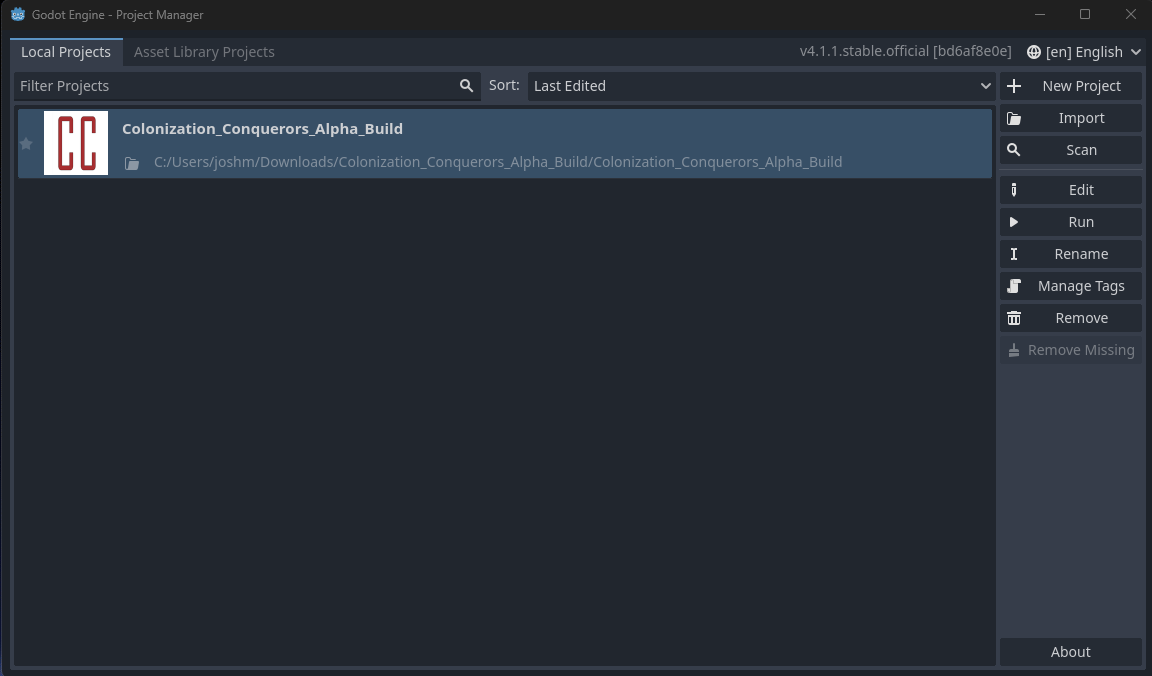 Godot Engine - Project Manager
Local Projects Asset Library Projects v4.1.1.stable.official [bd6af8e0e] [en] English
Filter Projects Sort: Last Edited New Project
Import
Scan
CC Colonization_Conquerors_Alpha_Build
C:/Users/joshm/Downloads/Colonization_Conquerors_Alpha_Build/Colonization_Conquerors_Alpha_Build
Edit
Run
Rename
Manage Tags
Remove
Remove Missing
About